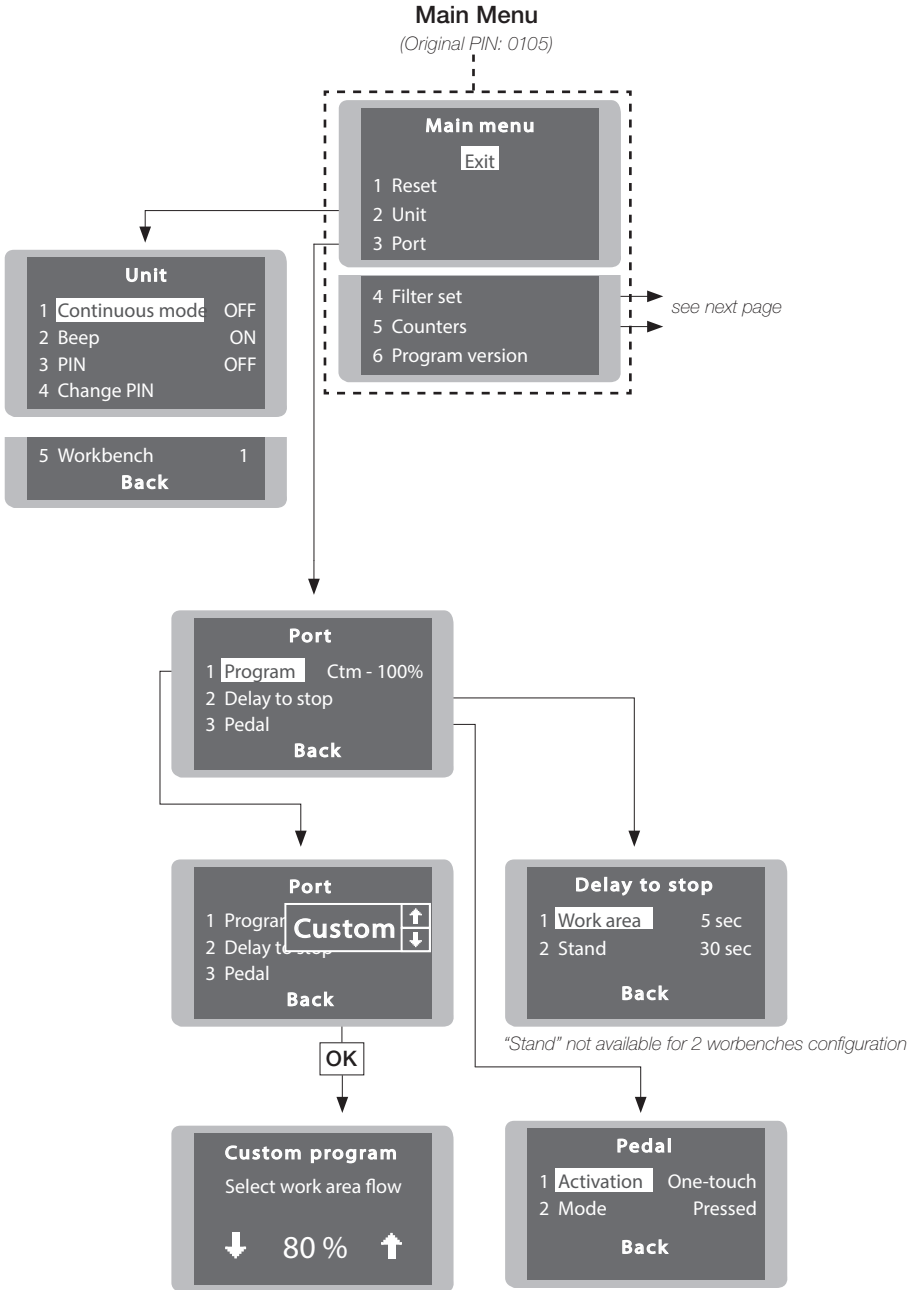 Main Menu
(Original PIN: 0105)
Main menu
Exit
1 Reset
2 Unit
3 Port
4 Filter set
5 Counters
6 Program version
see next page
Unit
1 Continuous mode OFF
2 Beep ON
3 PIN OFF
4 Change PIN
5 Workbench 1
Back
Port
1 Program Ctm - 100%
2 Delay to stop
3 Pedal
Back
Port
1 Program
Custom
2 Delay to stop
3 Pedal
Back
OK
Custom program
Select work area flow
80 %
Delay to stop
1 Work area 5 sec
2 Stand 30 sec
Back
"Stand" not available for 2 worbenches configuration
Pedal
1 Activation One-touch
2 Mode Pressed
Back